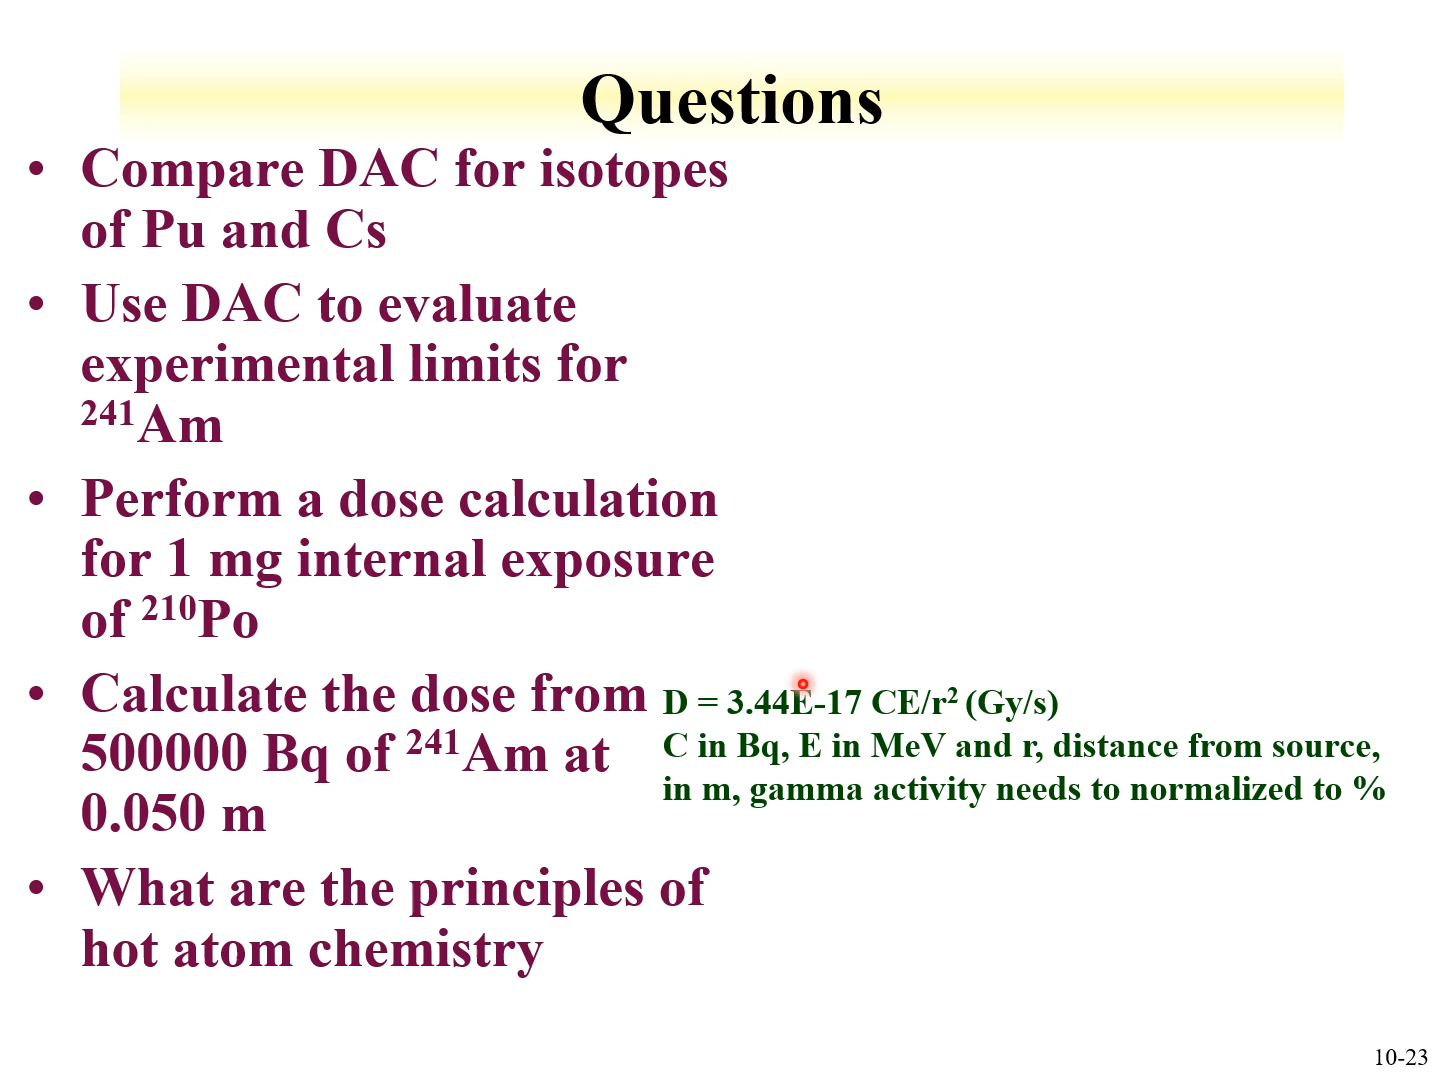 Questions
• Compare DAC for isotopes
of Pu and Cs
• Use DAC to evaluate
experimental limits for
²⁴¹Am
• Perform a dose calculation
for 1 mg internal exposure
of ²¹⁰Po
• Calculate the dose from
500000 Bq of ²⁴¹Am at
0.050 m
D = 3.44E-17 CE/r² (Gy/s)
C in Bq, E in MeV and r, distance from source,
in m, gamma activity needs to normalized to %
• What are the principles of
hot atom chemistry
10-23